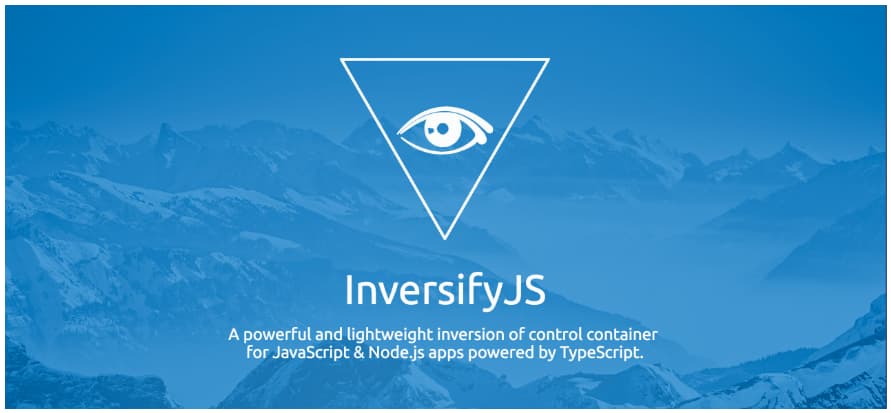 InversifyJS
A powerful and lightweight inversion of control container
for JavaScript & Node.js apps powered by TypeScript.